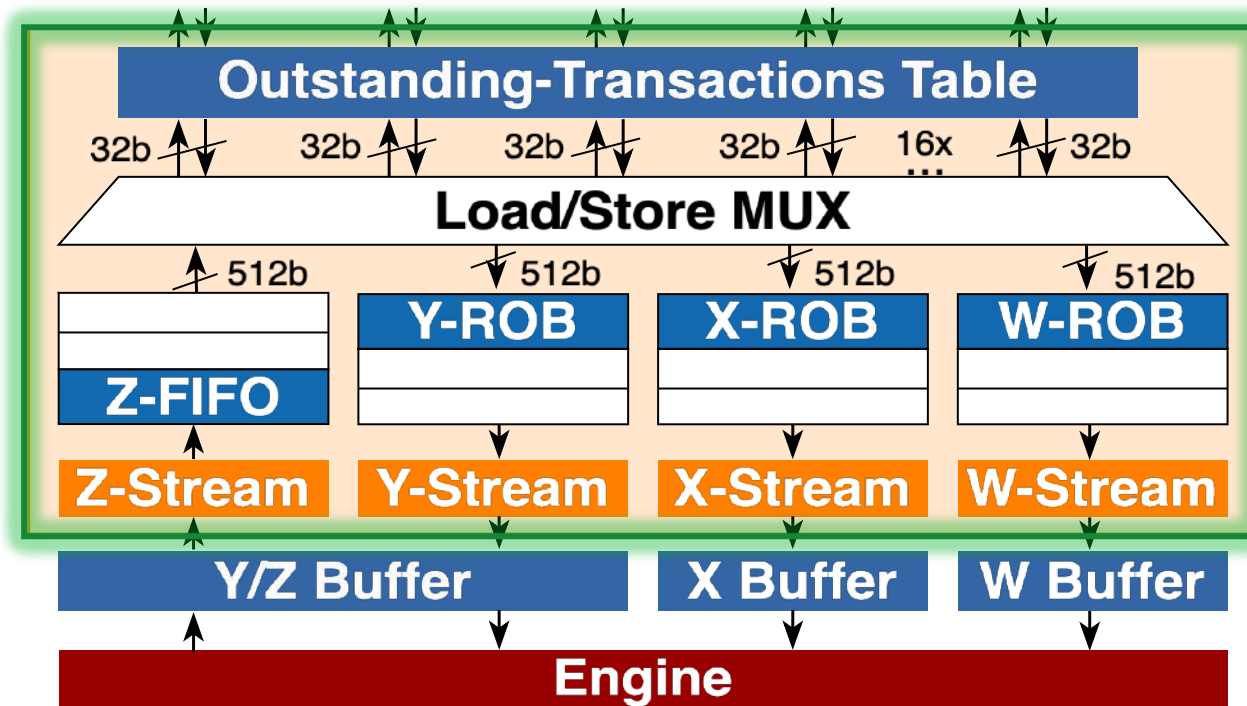 Outstanding-Transactions Table
32b 32b 32b 32b 16x 32b
...
Load/Store MUX
512b 512b 512b 512b
Y-ROB X-ROB W-ROB
Z-FIFO
Z-Stream Y-Stream X-Stream W-Stream
Y/Z Buffer X Buffer W Buffer
Engine